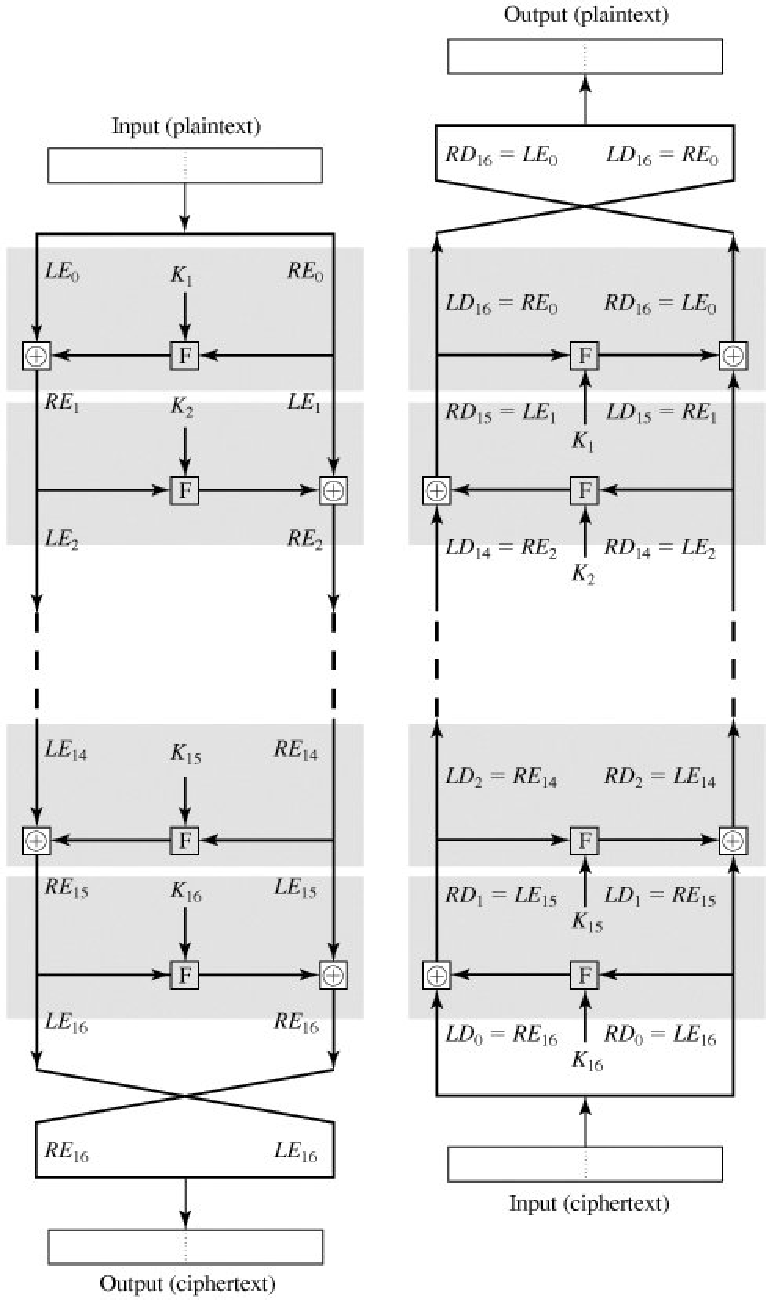 Input (plaintext)
LE₀ K₁ RE₀
⊕ F
RE₁ K₂ LE₁
F ⊕
LE₂ RE₂
LE₁₄ K₁₅ RE₁₄
⊕ F
RE₁₅ K₁₆ LE₁₅
F ⊕
LE₁₆ RE₁₆
RE₁₆ LE₁₆
Output (ciphertext)
Output (plaintext)
RD₁₆ = LE₀ LD₁₆ = RE₀
LD₁₆ = RE₀ RD₁₆ = LE₀
F ⊕
RD₁₅ = LE₁ LD₁₅ = RE₁
K₁
⊕ F
LD₁₄ = RE₂ RD₁₄ = LE₂
K₂
LD₂ = RE₁₄ RD₂ = LE₁₄
F ⊕
RD₁ = LE₁₅ LD₁ = RE₁₅
K₁₅
⊕ F
LD₀ = RE₁₆ RD₀ = LE₁₆
K₁₆
Input (ciphertext)